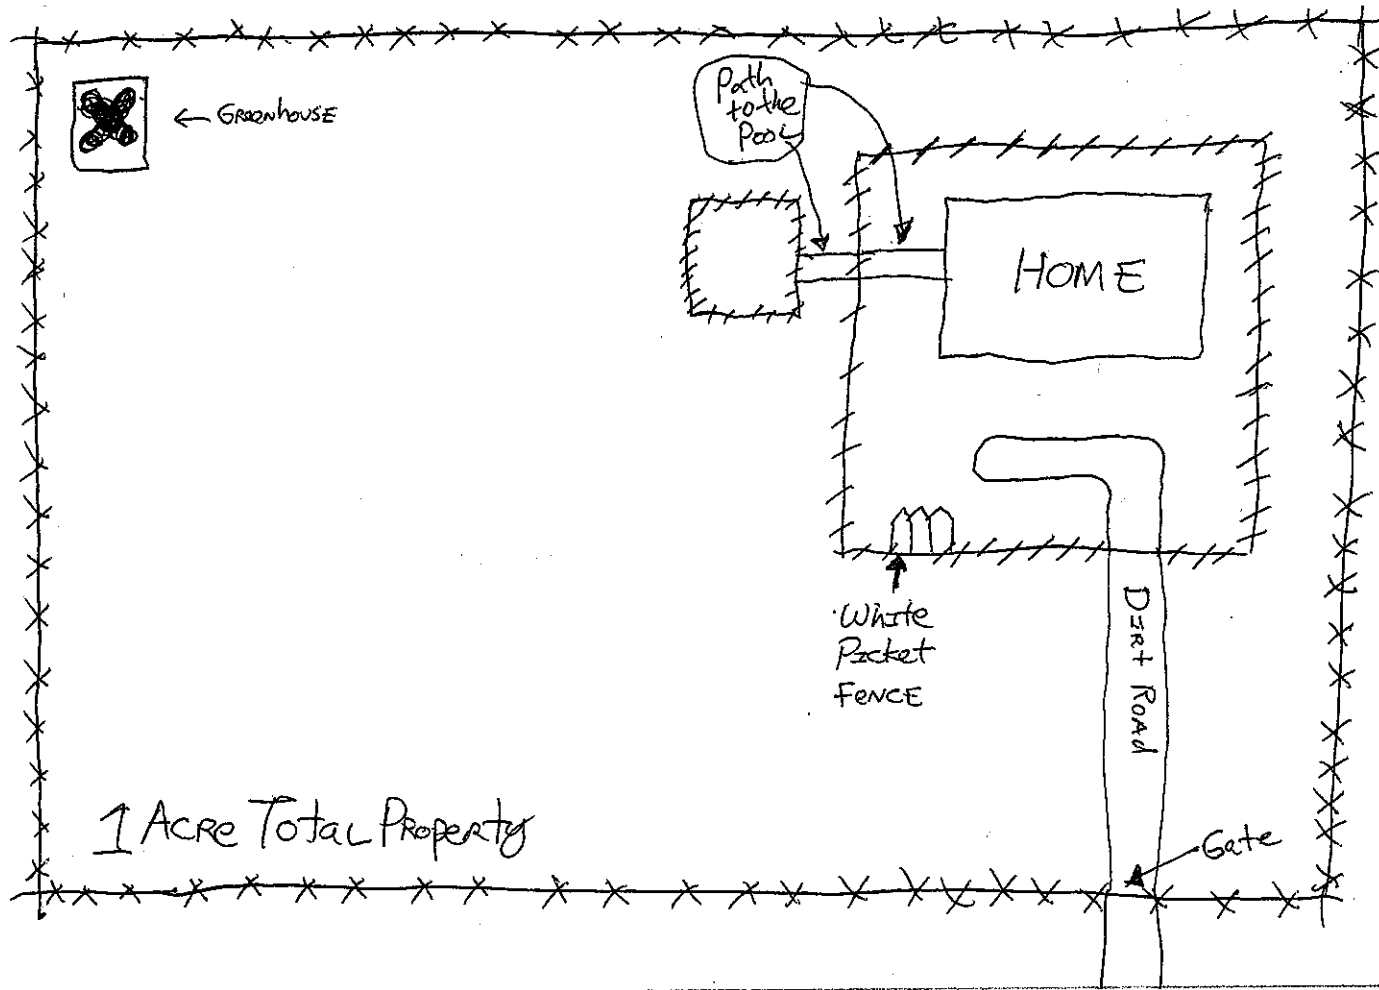 Path
to the
Pool
← GREENHOUSE
HOME
White
Picket
FENCE
DIRt ROAd
1 ACRE TotaL PROPERty
Gate